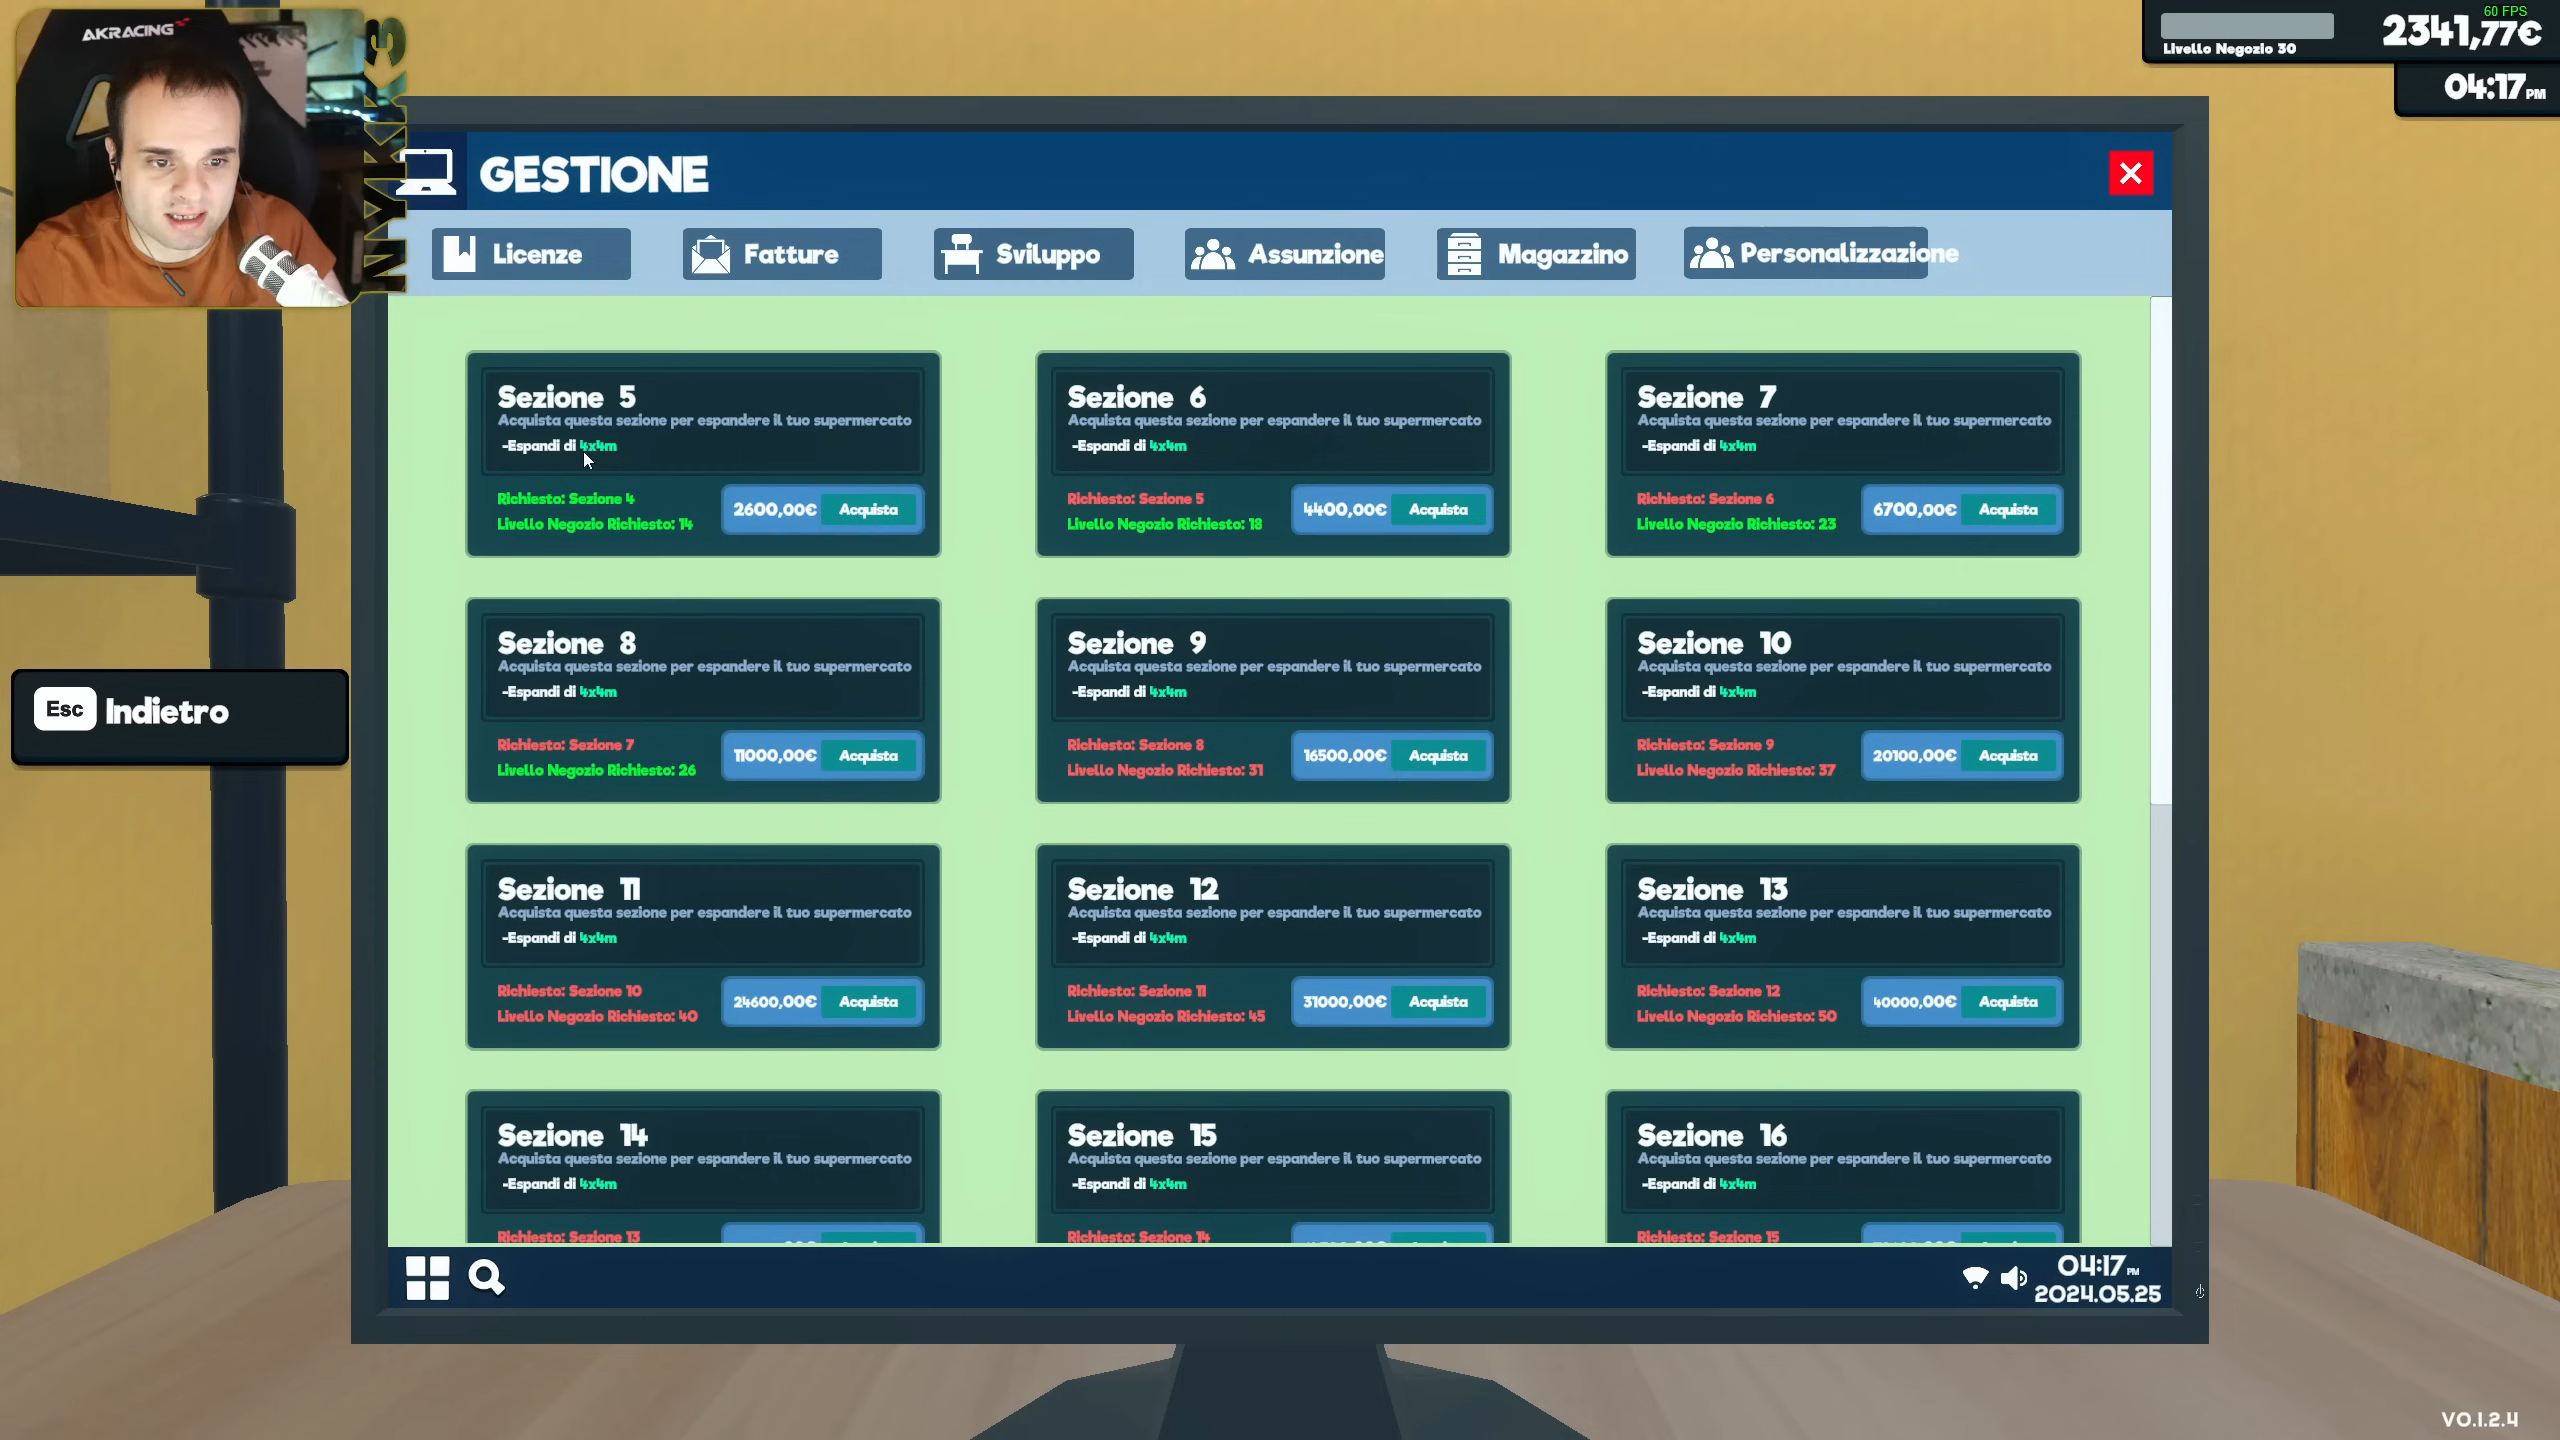 AKRACING
NYKK
60 FPS
2341,77€
Livello Negozio 30
04:17 PM
GESTIONE
Licenze
Fatture
Sviluppo
Assunzione
Magazzino
Personalizzazione
Sezione 5
Acquista questa sezione per espandere il tuo supermercato
-Espandi di 4x4m
Richiesto: Sezione 4
Livello Negozio Richiesto: 14
2600,00€ Acquista
Sezione 6
Acquista questa sezione per espandere il tuo supermercato
-Espandi di 4x4m
Richiesto: Sezione 5
Livello Negozio Richiesto: 18
4400,00€ Acquista
Sezione 7
Acquista questa sezione per espandere il tuo supermercato
-Espandi di 4x4m
Richiesto: Sezione 6
Livello Negozio Richiesto: 23
6700,00€ Acquista
Sezione 8
Acquista questa sezione per espandere il tuo supermercato
-Espandi di 4x4m
Richiesto: Sezione 7
Livello Negozio Richiesto: 26
11000,00€ Acquista
Sezione 9
Acquista questa sezione per espandere il tuo supermercato
-Espandi di 4x4m
Richiesto: Sezione 8
Livello Negozio Richiesto: 31
16500,00€ Acquista
Sezione 10
Acquista questa sezione per espandere il tuo supermercato
-Espandi di 4x4m
Richiesto: Sezione 9
Livello Negozio Richiesto: 37
20100,00€ Acquista
Esc Indietro
Sezione 11
Acquista questa sezione per espandere il tuo supermercato
-Espandi di 4x4m
Richiesto: Sezione 10
Livello Negozio Richiesto: 40
24600,00€ Acquista
Sezione 12
Acquista questa sezione per espandere il tuo supermercato
-Espandi di 4x4m
Richiesto: Sezione 11
Livello Negozio Richiesto: 45
31000,00€ Acquista
Sezione 13
Acquista questa sezione per espandere il tuo supermercato
-Espandi di 4x4m
Richiesto: Sezione 12
Livello Negozio Richiesto: 50
40000,00€ Acquista
Sezione 14
Acquista questa sezione per espandere il tuo supermercato
-Espandi di 4x4m
Richiesto: Sezione 13
Sezione 15
Acquista questa sezione per espandere il tuo supermercato
-Espandi di 4x4m
Richiesto: Sezione 14
Sezione 16
Acquista questa sezione per espandere il tuo supermercato
-Espandi di 4x4m
Richiesto: Sezione 15
04:17 PM
2024.05.25
V0.1.2.4